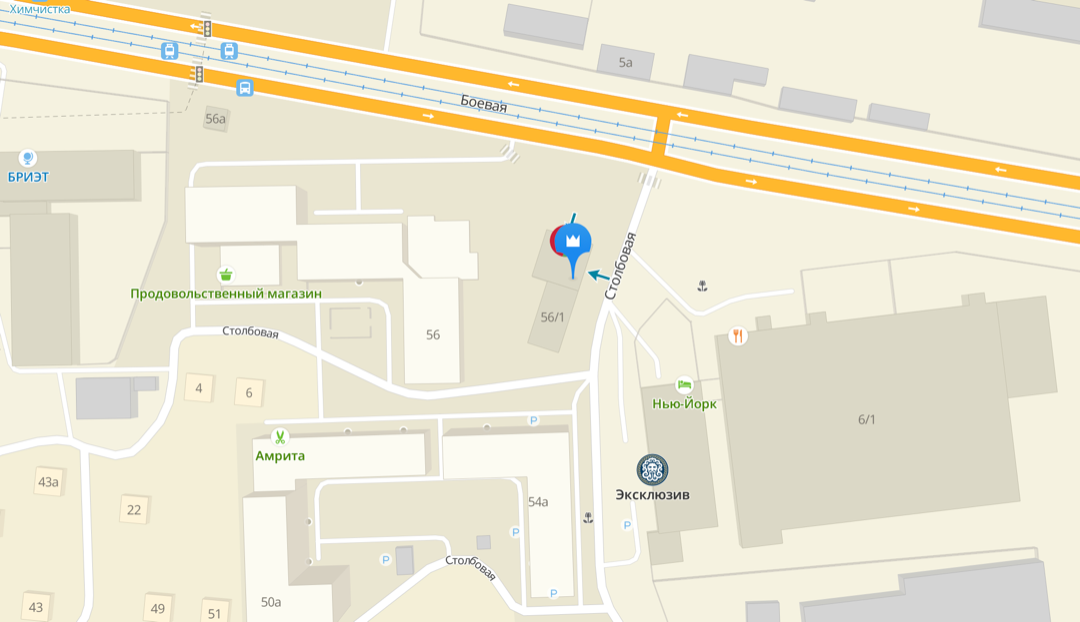 Химчистка
5а
Боевая
56а
БРИЭТ
Столбовая
Продовольственный магазин
56/1
Столбовая
56
4
6
Нью-Йорк
6/1
P
Амрита
43а
Эксклюзив
22
54а
P
P
P
Столбовая
P
50а
43
49
51